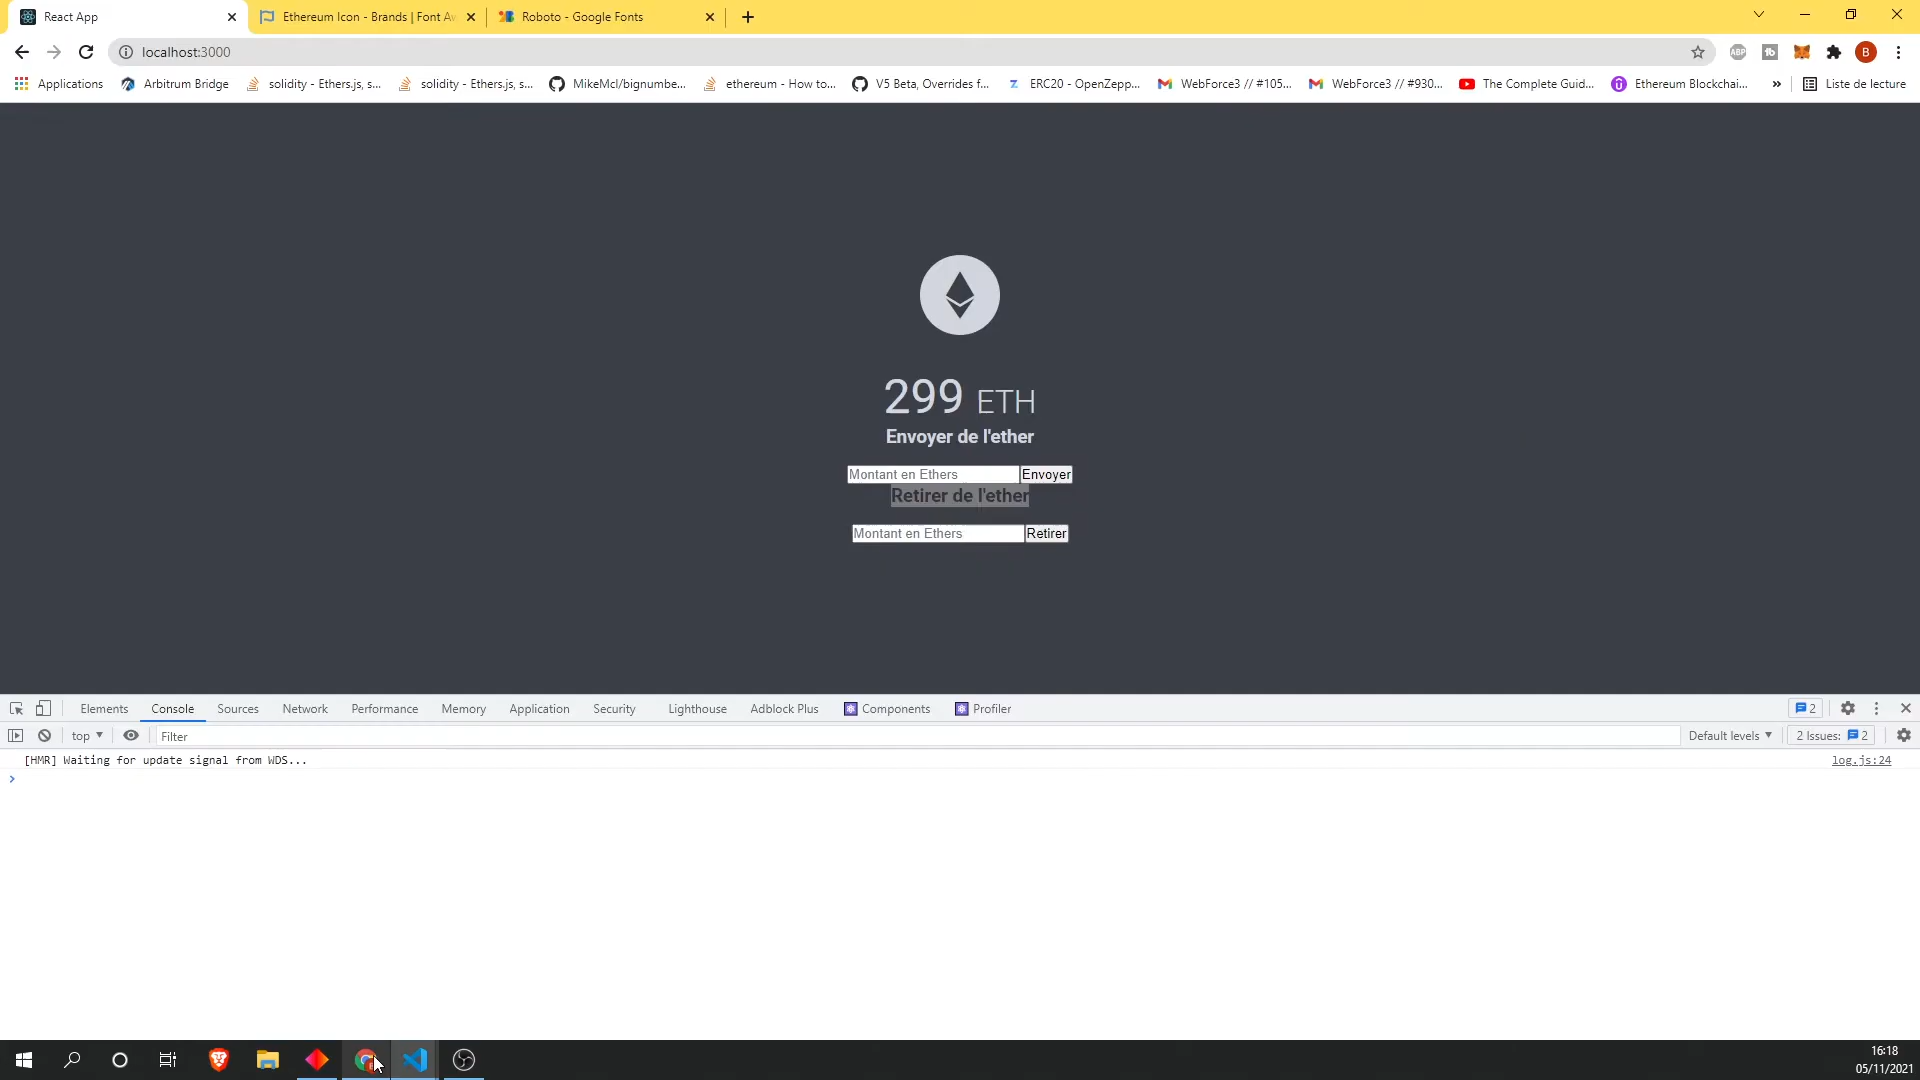 React App
Ethereum Icon - Brands | Font Aw
Roboto - Google Fonts
localhost:3000
ABP
B
Applications
Arbitrum Bridge
solidity - Ethers.js, s...
solidity - Ethers.js, s...
MikeMcl/bignumbe...
ethereum - How to...
V5 Beta, Overrides f...
ERC20 - OpenZepp...
WebForce3 // #105...
WebForce3 // #930...
The Complete Guid...
Ethereum Blockchai...
»
Liste de lecture
299 ETH
Envoyer de l'ether
Montant en Ethers
Envoyer
Retirer de l'ether
Montant en Ethers
Retirer
Elements
Console
Sources
Network
Performance
Memory
Application
Security
Lighthouse
Adblock Plus
Components
Profiler
2
top
Filter
Default levels
2 Issues: 2
[HMR] Waiting for update signal from WDS...
log.js:24
16:18
05/11/2021